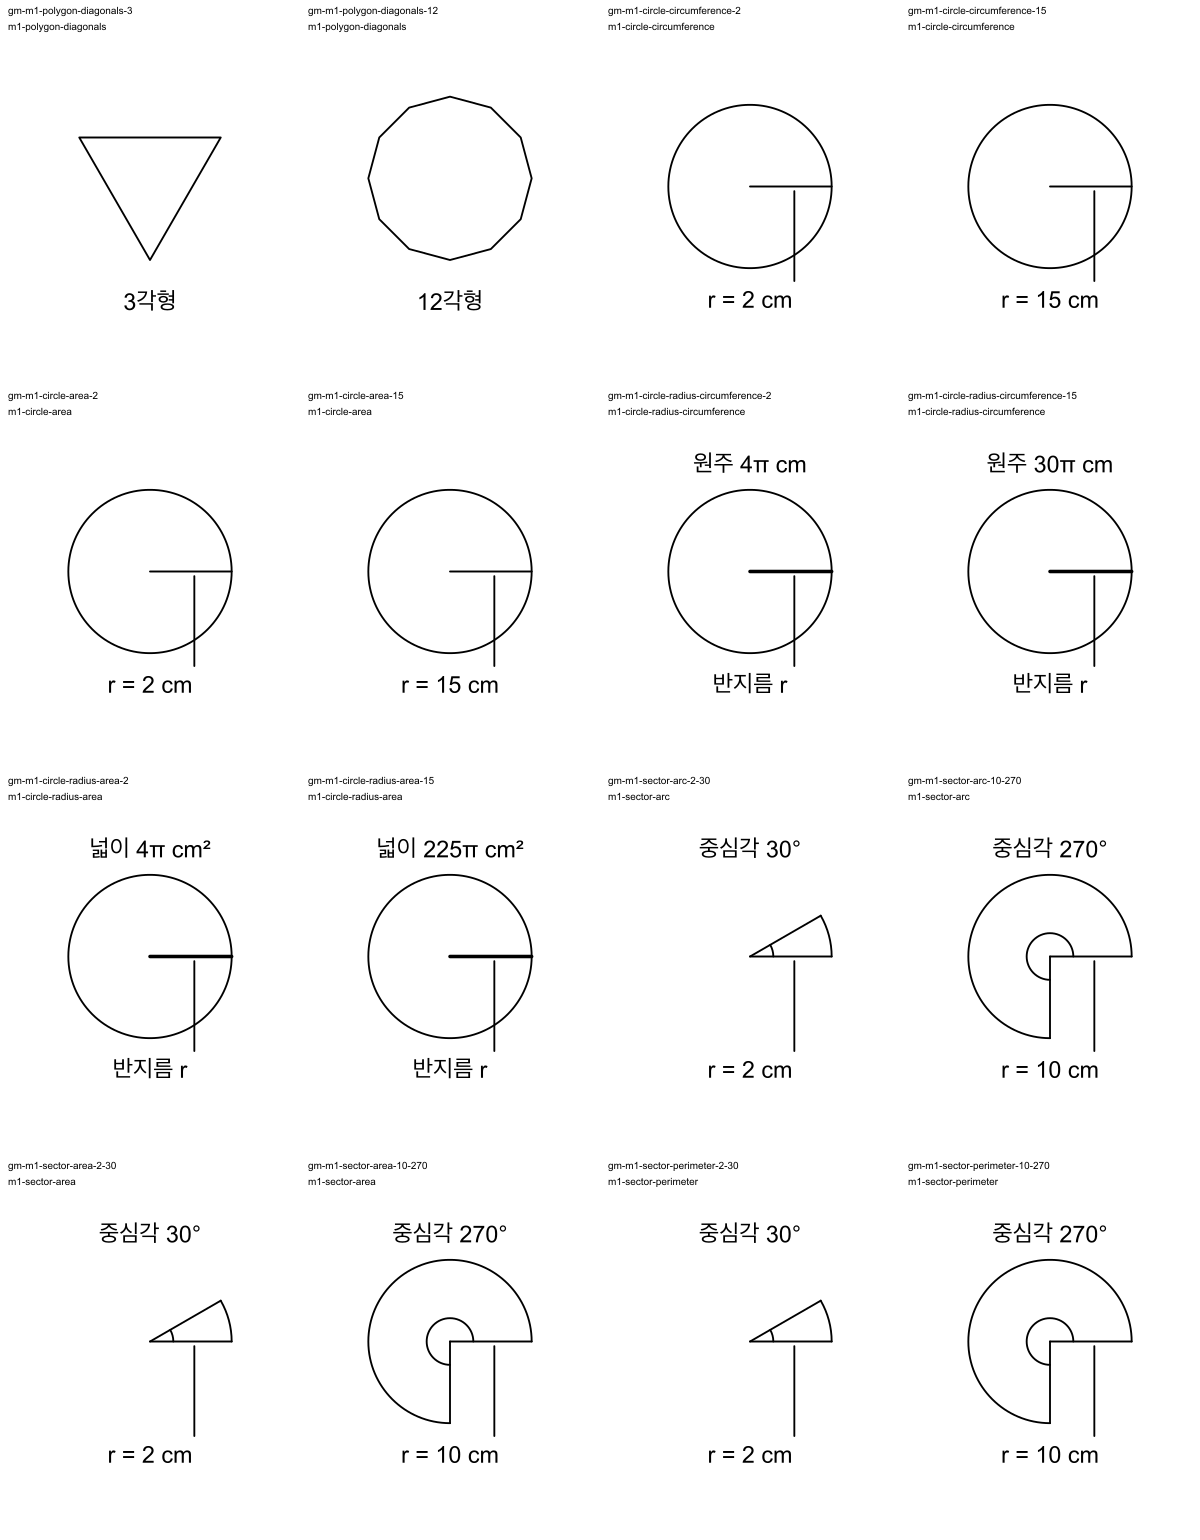 gm-m1-polygon-diagonals-3
m1-polygon-diagonals
3각형
gm-m1-polygon-diagonals-12
m1-polygon-diagonals
12각형
gm-m1-circle-circumference-2
m1-circle-circumference
r = 2 cm
gm-m1-circle-circumference-15
m1-circle-circumference
r = 15 cm
gm-m1-circle-area-2
m1-circle-area
r = 2 cm
gm-m1-circle-area-15
m1-circle-area
r = 15 cm
gm-m1-circle-radius-circumference-2
m1-circle-radius-circumference
원주 4π cm
반지름 r
gm-m1-circle-radius-circumference-15
m1-circle-radius-circumference
원주 30π cm
반지름 r
gm-m1-circle-radius-area-2
m1-circle-radius-area
넓이 4π cm²
반지름 r
gm-m1-circle-radius-area-15
m1-circle-radius-area
넓이 225π cm²
반지름 r
gm-m1-sector-arc-2-30
m1-sector-arc
중심각 30°
r = 2 cm
gm-m1-sector-arc-10-270
m1-sector-arc
중심각 270°
r = 10 cm
gm-m1-sector-area-2-30
m1-sector-area
중심각 30°
r = 2 cm
gm-m1-sector-area-10-270
m1-sector-area
중심각 270°
r = 10 cm
gm-m1-sector-perimeter-2-30
m1-sector-perimeter
중심각 30°
r = 2 cm
gm-m1-sector-perimeter-10-270
m1-sector-perimeter
중심각 270°
r = 10 cm